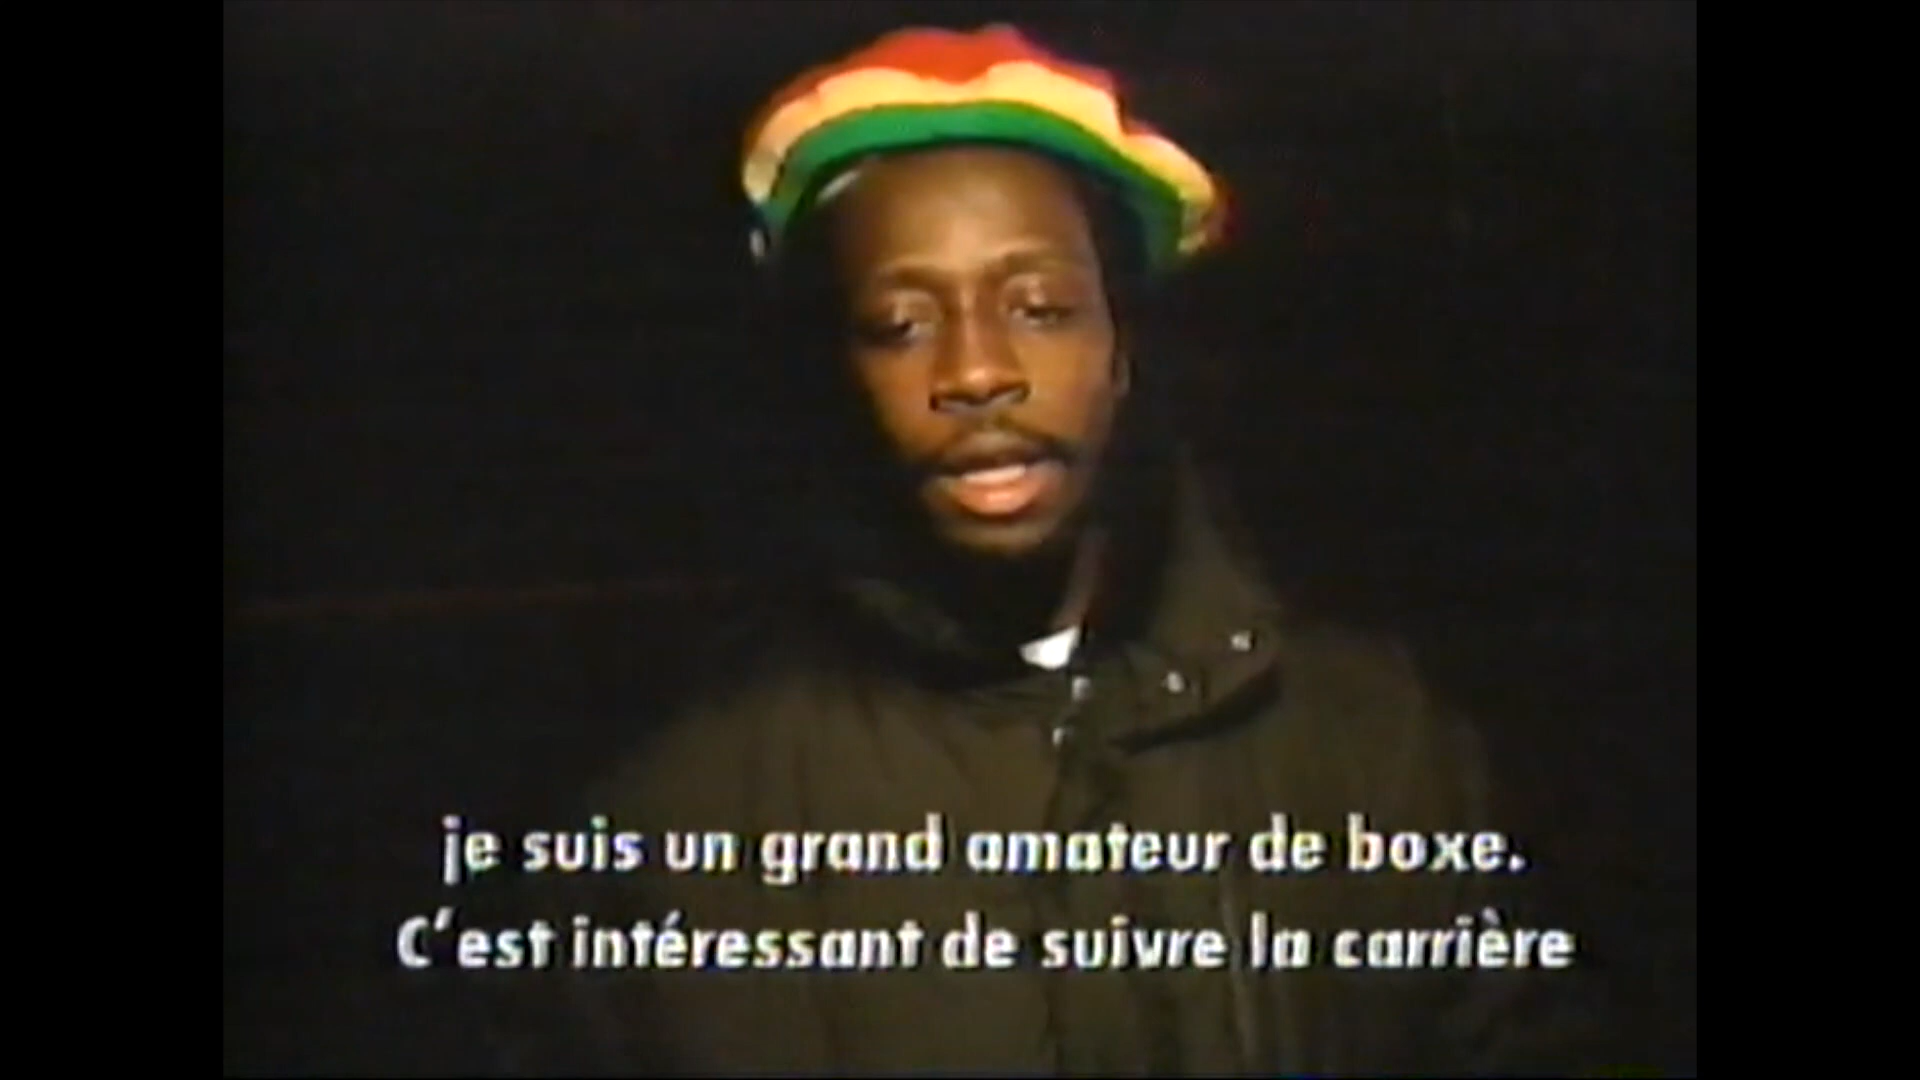 je suis un grand amateur de boxe.
C'est intéressant de suivre la carrière